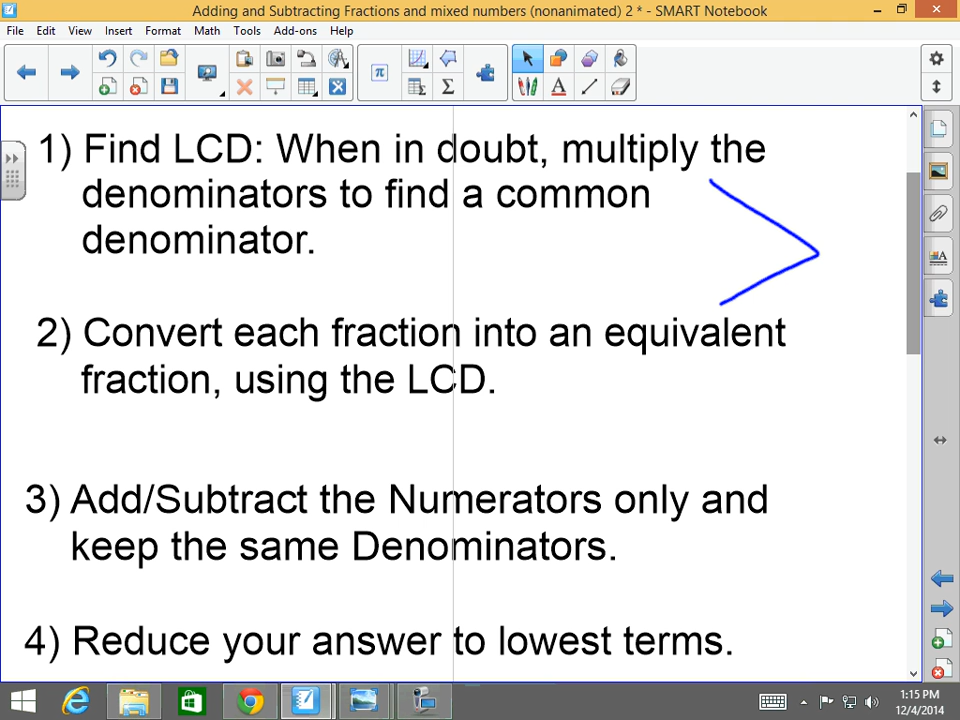 Adding and Subtracting Fractions and mixed numbers (nonanimated) 2 * - SMART Notebook
File Edit View Insert Format Math Tools Add-ons Help
1) Find LCD: When in doubt, multiply the
denominators to find a common
denominator.
2) Convert each fraction into an equivalent
fraction, using the LCD.
3) Add/Subtract the Numerators only and
keep the same Denominators.
4) Reduce your answer to lowest terms.
1:15 PM
12/4/2014